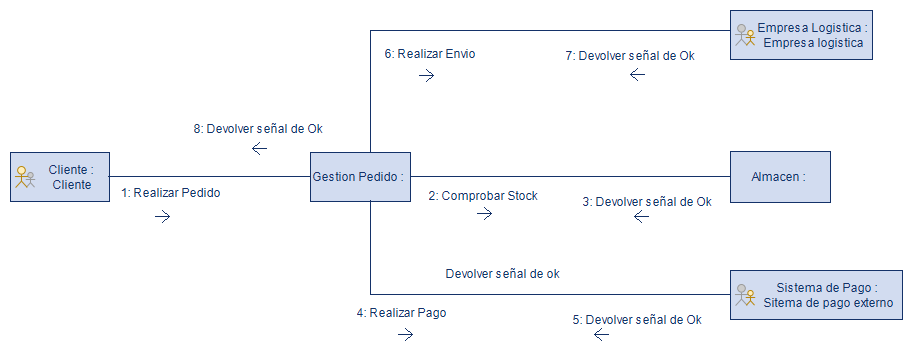 Empresa Logistica :
Empresa logistica
6: Realizar Envio
7: Devolver señal de Ok
8: Devolver señal de Ok
Cliente :
Cliente
Gestion Pedido :
Almacen :
1: Realizar Pedido
2: Comprobar Stock
3: Devolver señal de Ok
Devolver señal de ok
Sistema de Pago :
Sitema de pago externo
4: Realizar Pago
5: Devolver señal de Ok